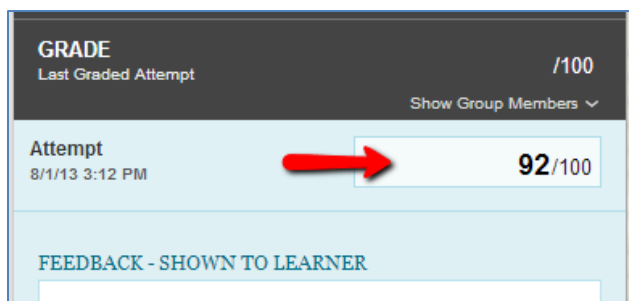 GRADE
Last Graded Attempt
/100
Show Group Members
Attempt
8/1/13 3:12 PM
92/100
FEEDBACK - SHOWN TO LEARNER